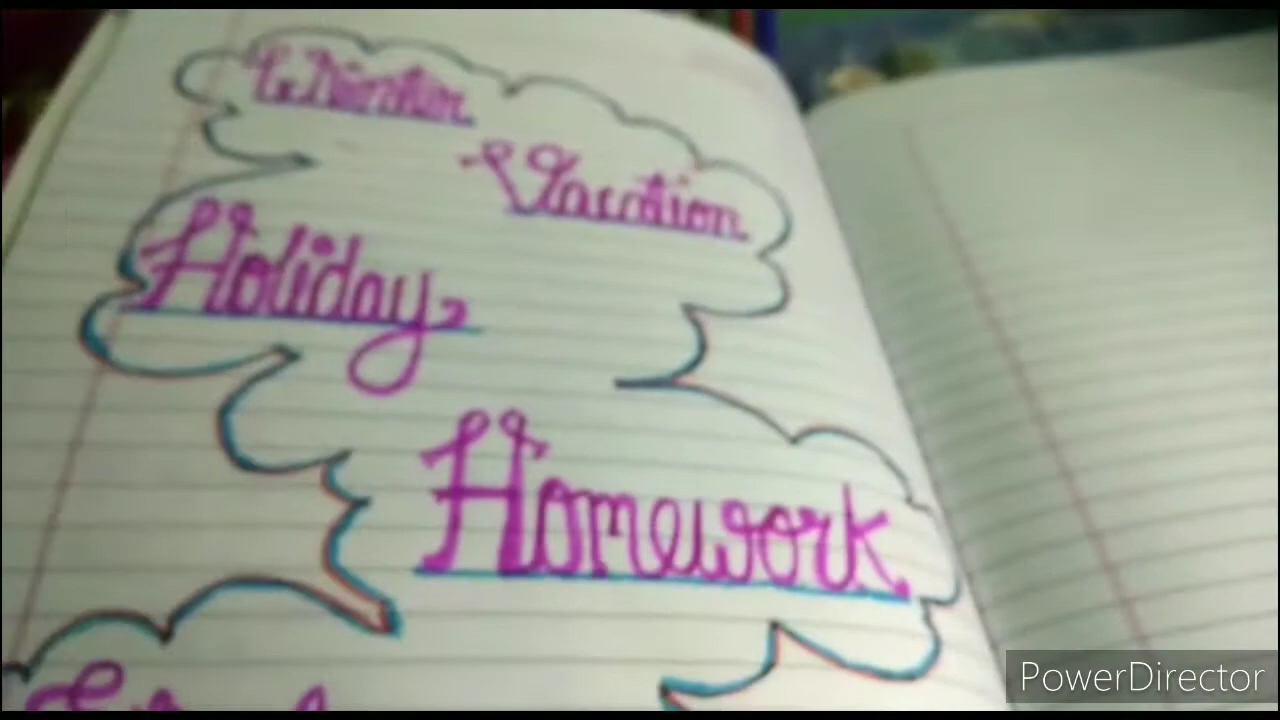 Winter
Vacation
Holiday
Homework
PowerDirector